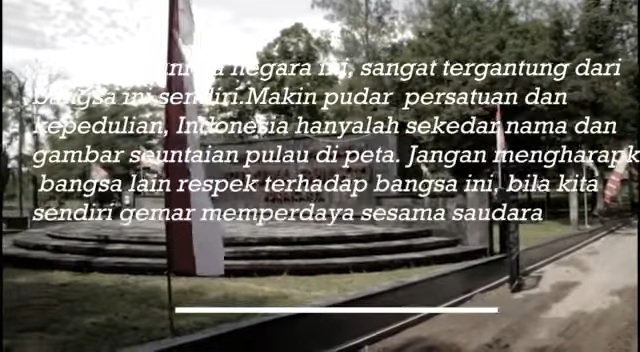 negara ini, sangat tergantung dari
bangsa ini sendiri.Makin pudar persatuan dan
kepedulian, Indonesia hanyalah sekedar nama dan
gambar seuntaian pulau di peta. Jangan mengharapk
bangsa lain respek terhadap bangsa ini, bila kita
sendiri gemar memperdaya sesama saudara